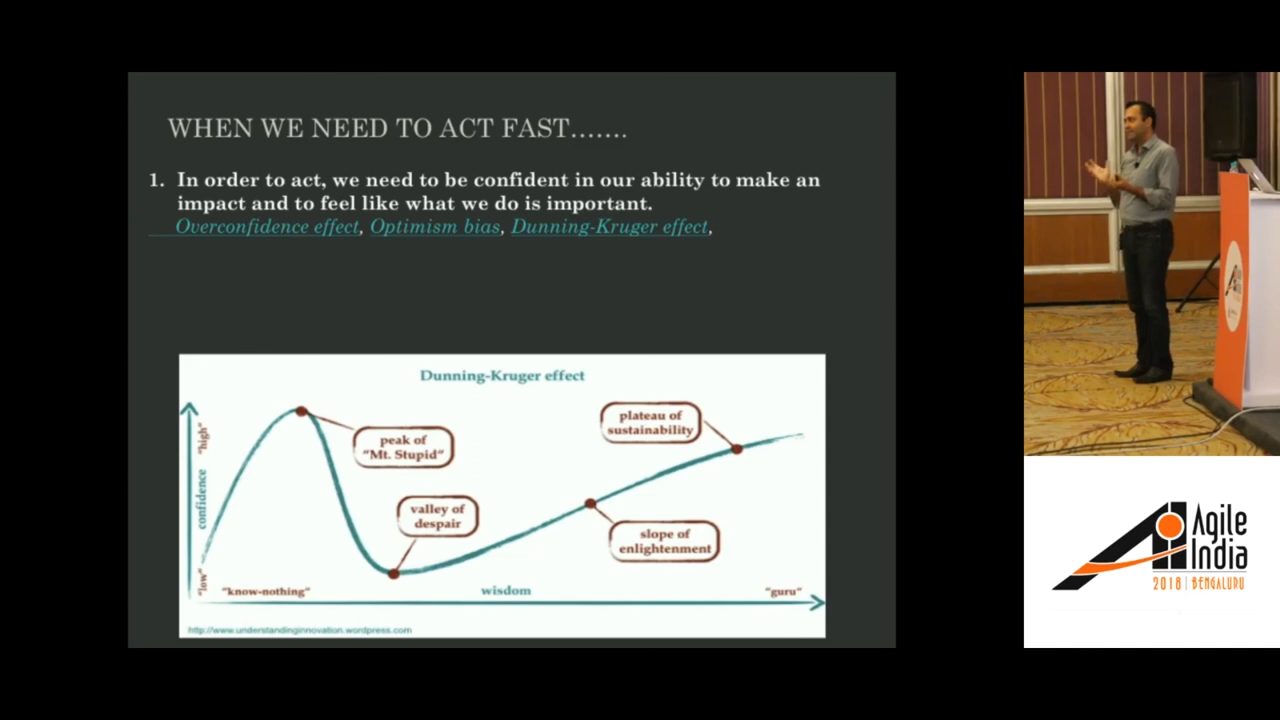 WHEN WE NEED TO ACT FAST.......
1. In order to act, we need to be confident in our ability to make an
impact and to feel like what we do is important.
Overconfidence effect, Optimism bias, Dunning-Kruger effect,
Dunning-Kruger effect
"high"
confidence
"low"
peak of
"Mt. Stupid"
valley of
despair
plateau of
sustainability
slope of
enlightenment
"know-nothing"
wisdom
"guru"
http://www.understandinginnovation.wordpress.com
Agile
India
2018 | BENGALURU